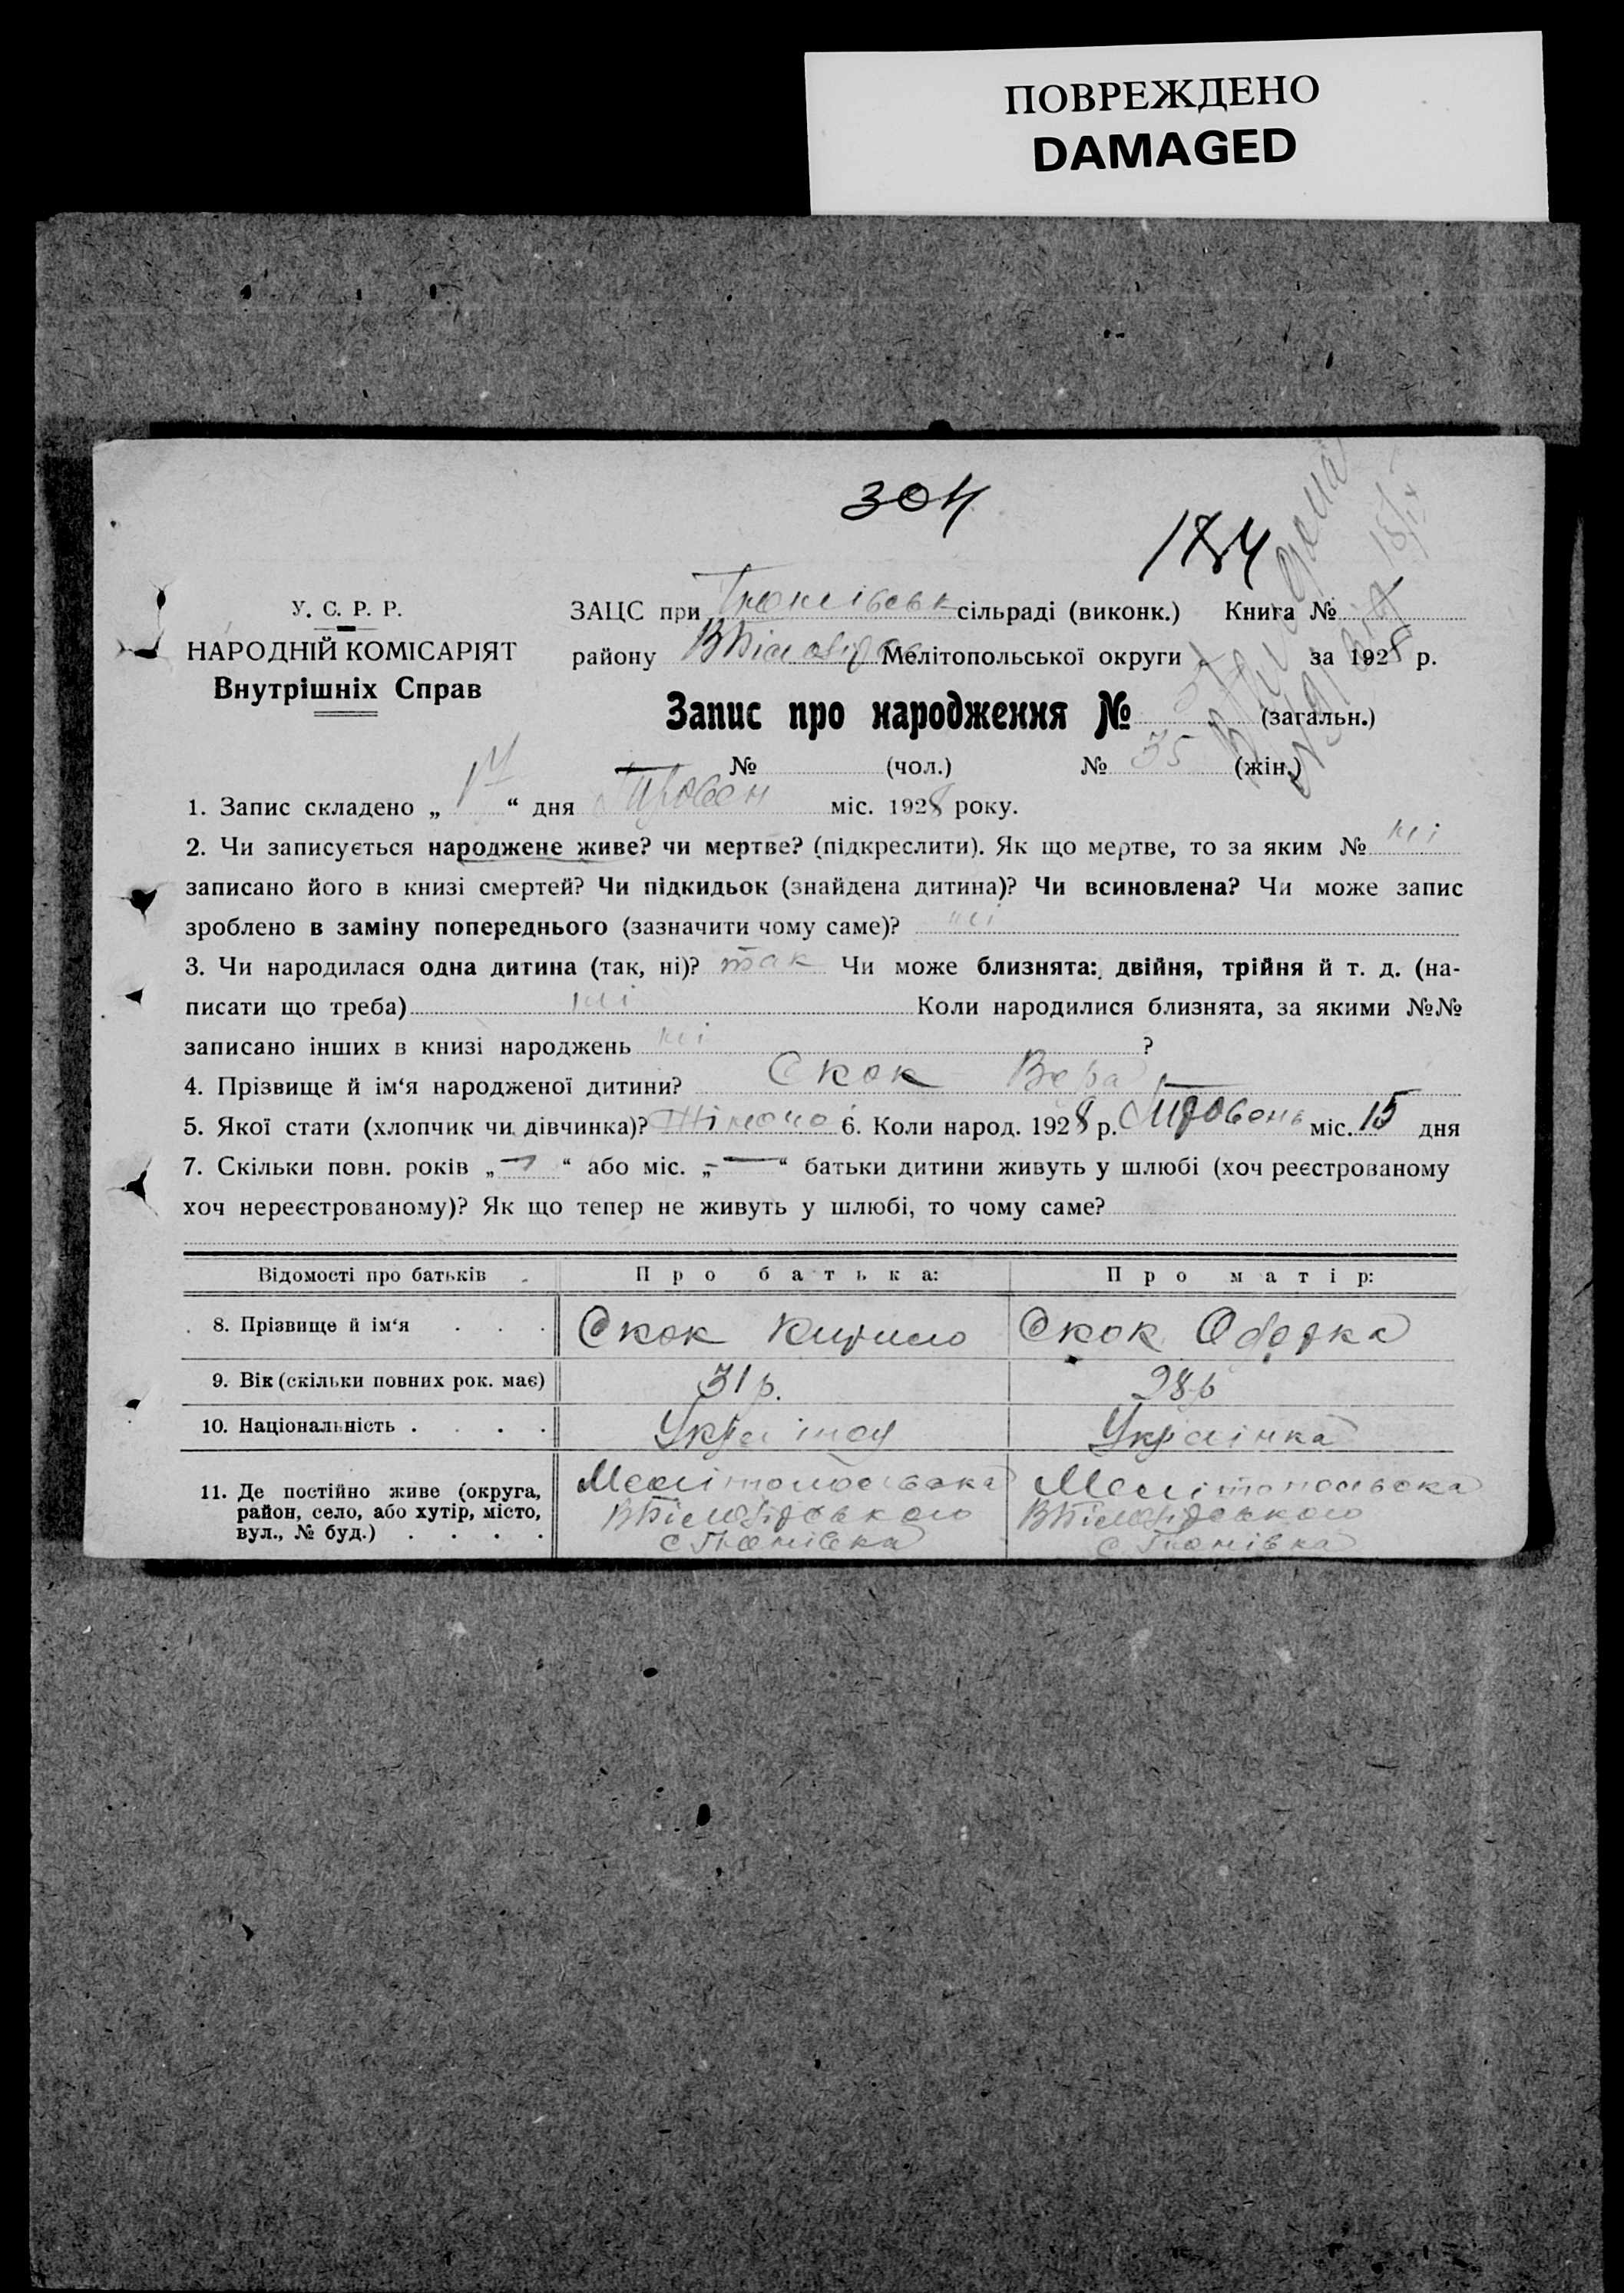 ПОВРЕЖДЕНО
DAMAGED
304
184
У. С. Р. Р.
НАРОДНІЙ КОМІСАРІЯТ
Внутрішніх Справ
ЗАЦС при сільраді (виконк.) Книга №
району Мелітопольської округи за 1928 р.
Запис про народження № (загальн.)
№ (чол.) № 35 (жін.)
1. Запис складено „ “ дня міс. 1928 року.
2. Чи записується народжене живе? чи мертве? (підкреслити). Як що мертве, то за яким № ні
записано його в книзі смертей? Чи підкидьок (знайдена дитина)? Чи всиновлена? Чи може запис
зроблено в заміну попереднього (зазначити чому саме)? ні
3. Чи народилася одна дитина (так, ні)? так Чи може близнята: двійня, трійня й т. д. (на-
писати що треба) ні Коли народилися близнята, за якими №№
записано інших в книзі народжень ні ?
4. Прізвище й ім‘я народженої дитини? Скок Вера
5. Якої стати (хлопчик чи дівчинка)? 6. Коли народ. 1928 р. міс. 15 дня
7. Скільки повн. років „—“ або міс. „—“ батьки дитини живуть у шлюбі (хоч реєстрованому
хоч нереєстрованому)? Як що тепер не живуть у шлюбі, то чому саме?
Відомості про батьків Про батька: Про матір:
8. Прізвище й ім‘я . . . Скок Кирило Скок
9. Вік (скільки повних рок. має) 31 р. 28 р
10. Національність . . . . Українка
11. Де постійно живе (округа, Мелітопольска Мелітопольска
район, село, або хутір, місто,
вул., № буд.) . . . .